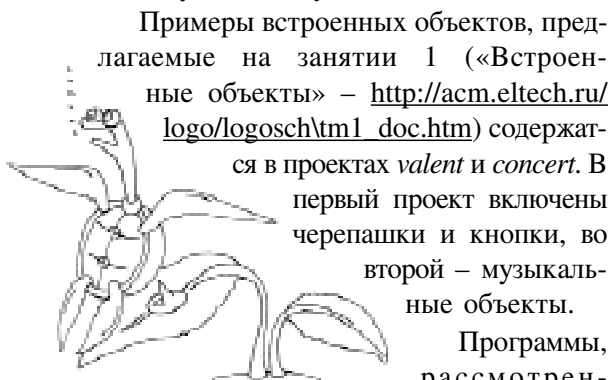 Примеры встроенных объектов, пред-
лагаемые на занятии 1 («Встроен-
ные объекты» – http://acm.eltech.ru/
logo/logosch\tm1_doc.htm) содержат-
ся в проектах valent и concert. В
первый проект включены
черепашки и кнопки, во
второй – музыкаль-
ные объекты.
Программы,
рассмотрен-